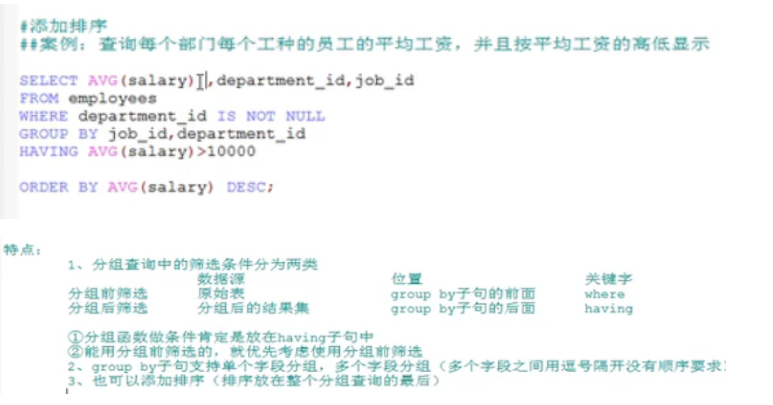 #添加排序
##案例：查询每个部门每个工种的员工的平均工资，并且按平均工资的高低显示
SELECT AVG(salary),department_id,job_id
FROM employees
WHERE department_id IS NOT NULL
GROUP BY job_id,department_id
HAVING AVG(salary)>10000
ORDER BY AVG(salary) DESC;
特点：
1、分组查询中的筛选条件分为两类
数据源 位置 关键字
分组前筛选 原始表 group by子句的前面 where
分组后筛选 分组后的结果集 group by子句的后面 having
①分组函数做条件肯定是放在having子句中
②能用分组前筛选的，就优先考虑使用分组前筛选
2、group by子句支持单个字段分组，多个字段分组（多个字段之间用逗号隔开没有顺序要求
3、也可以添加排序（排序放在整个分组查询的最后）